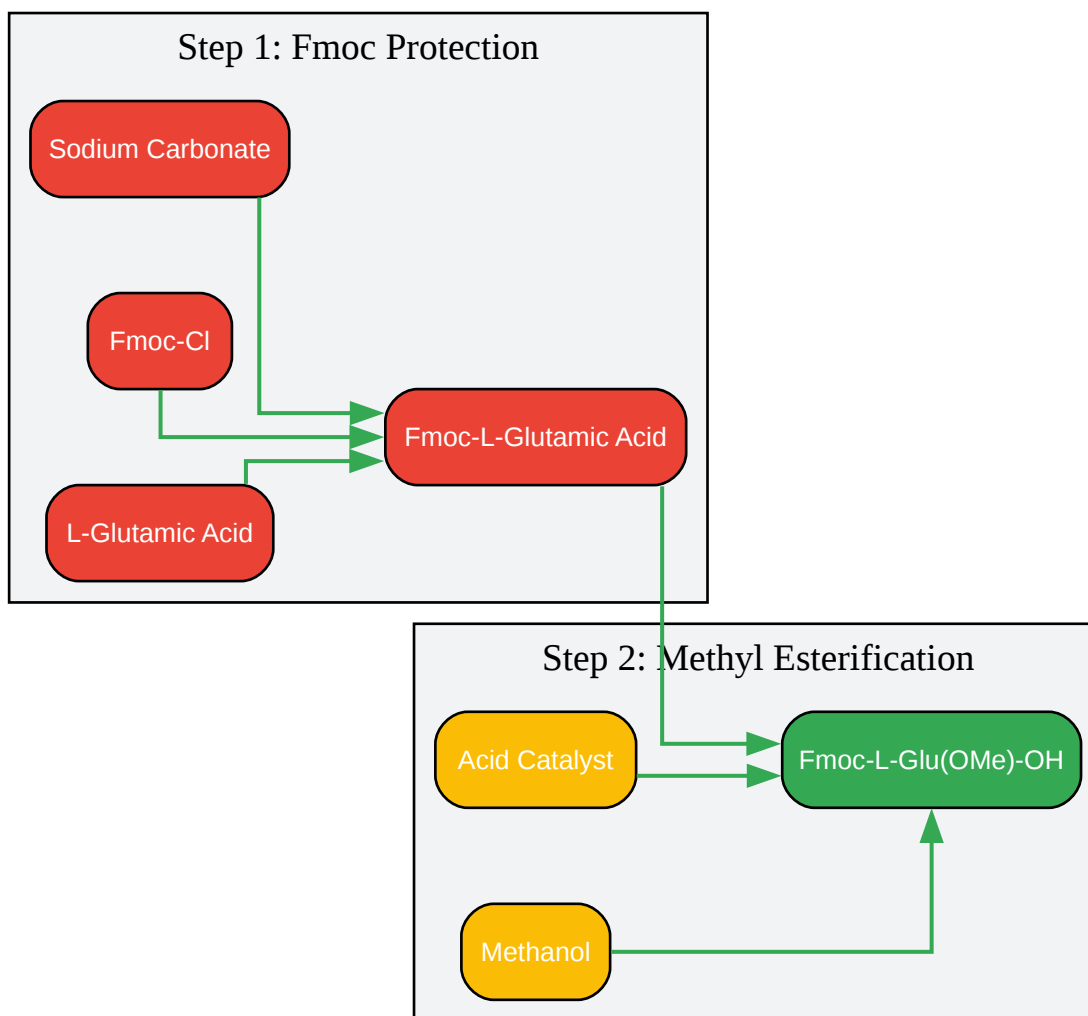 Step 1: Fmoc Protection
Sodium Carbonate
Fmoc-Cl
Fmoc-L-Glutamic Acid
L-Glutamic Acid
Step 2: Methyl Esterification
Acid Catalyst
Fmoc-L-Glu(OMe)-OH
Methanol